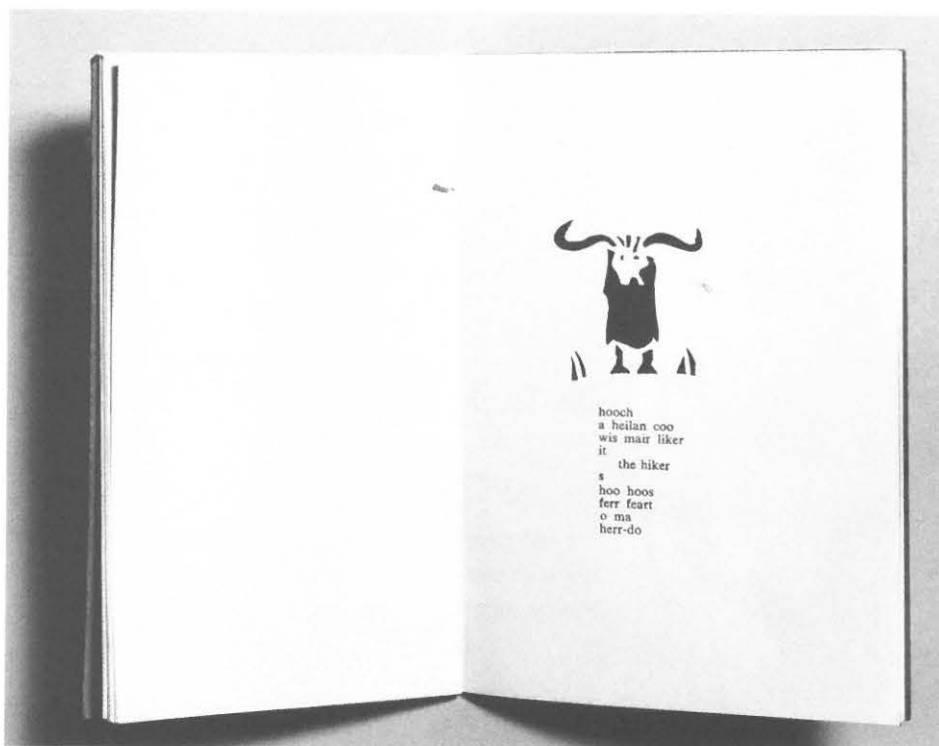 hooch
a heilan coo
wis mair liker
it
the hiker
s
hoo hoos
ferr feart
o ma
herr-do